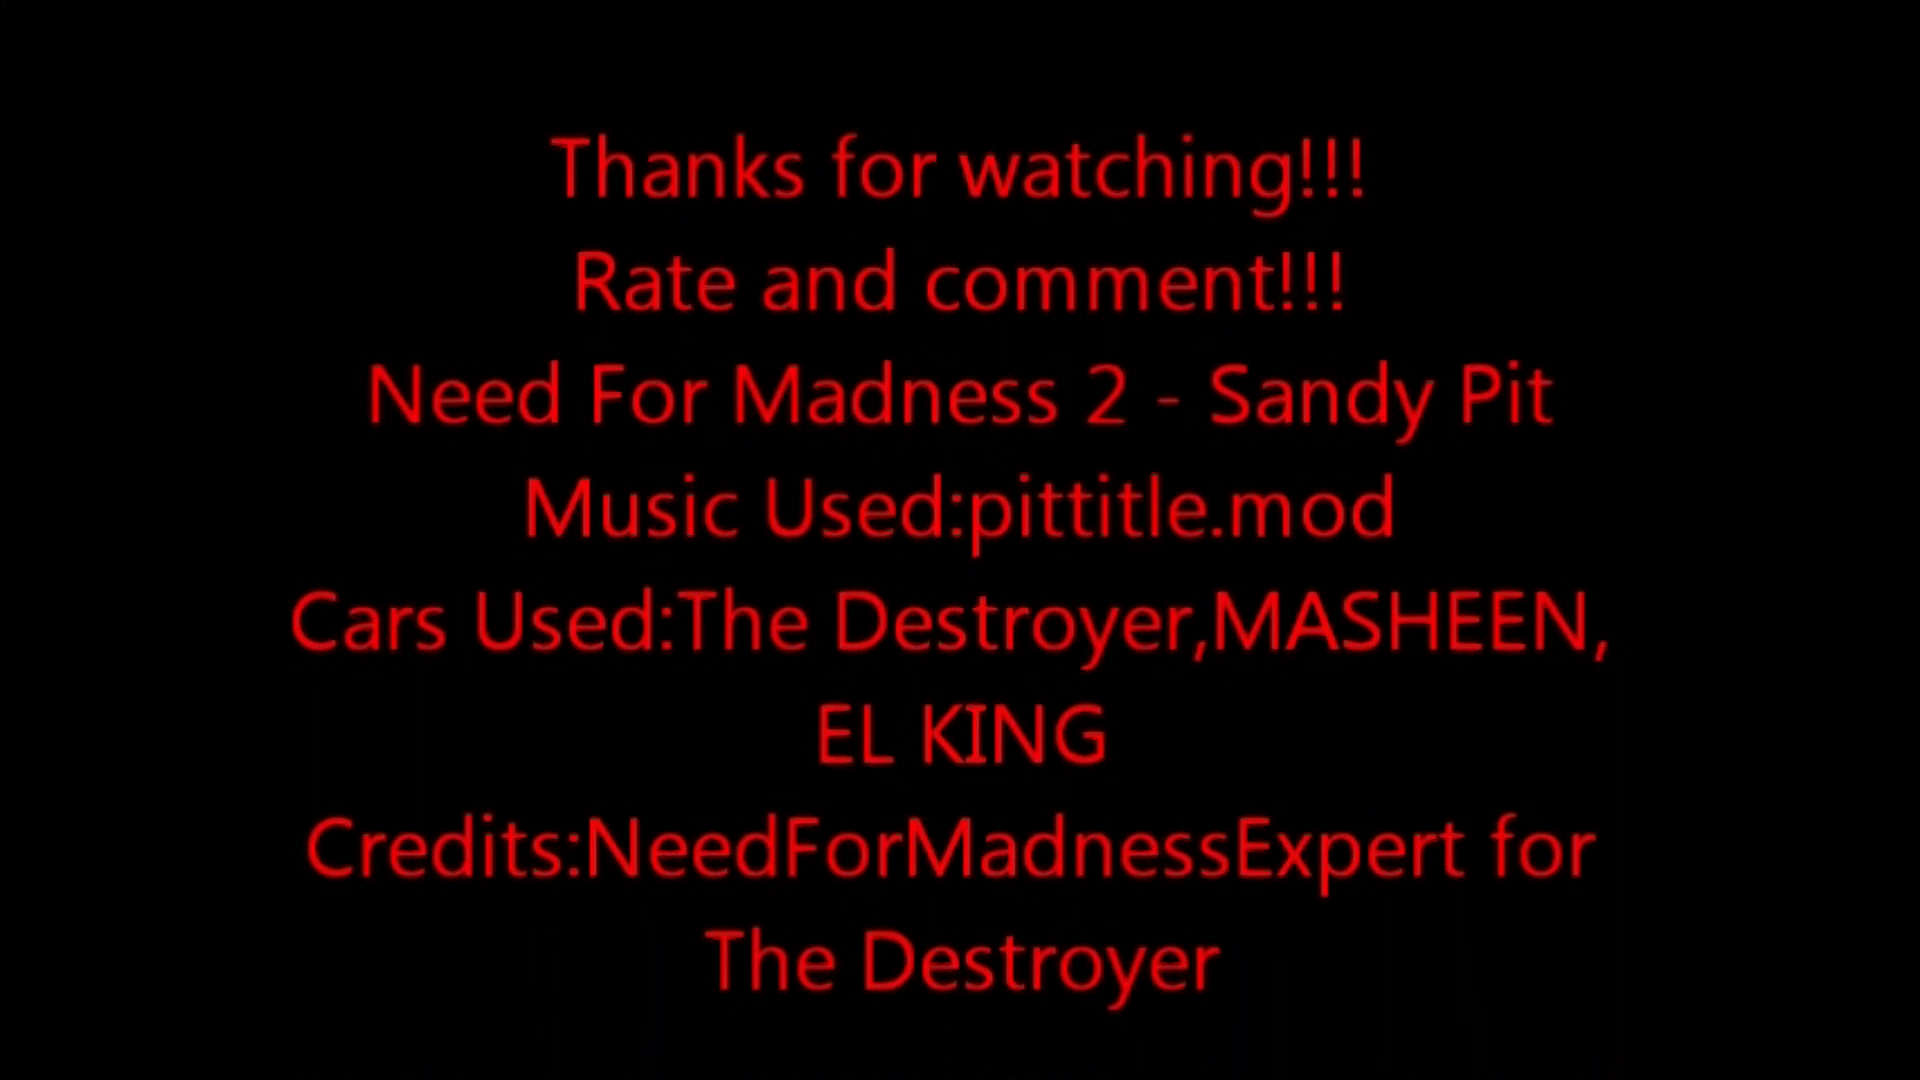 Thanks for watching!!!
Rate and comment!!!
Need For Madness 2 - Sandy Pit
Music Used:pittitle.mod
Cars Used:The Destroyer,MASHEEN,
EL KING
Credits:NeedForMadnessExpert for
The Destroyer